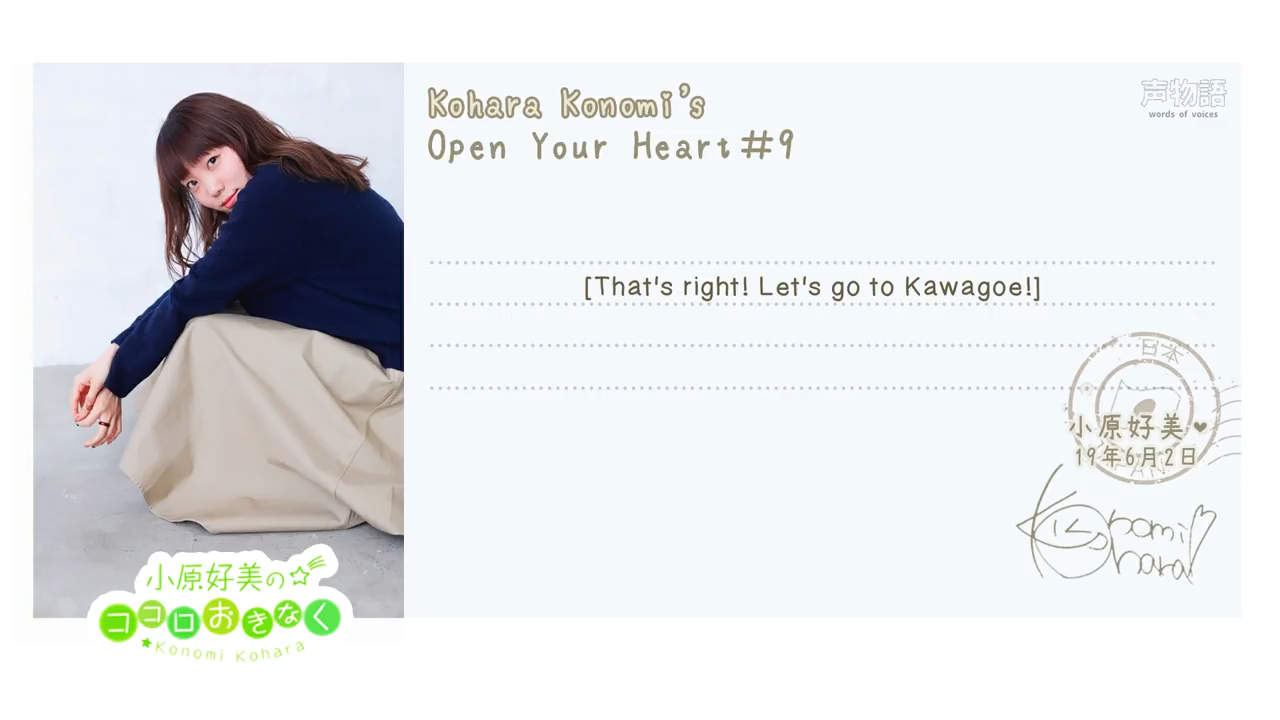 Kohara Konomi's
Open Your Heart #9
声物語
words of voices
[That's right! Let's go to Kawagoe!]
日本
小原好美❤
19年6月2日
Konomi
Kohara
小原好美の☆
ココロおきなく
★Konomi Kohara